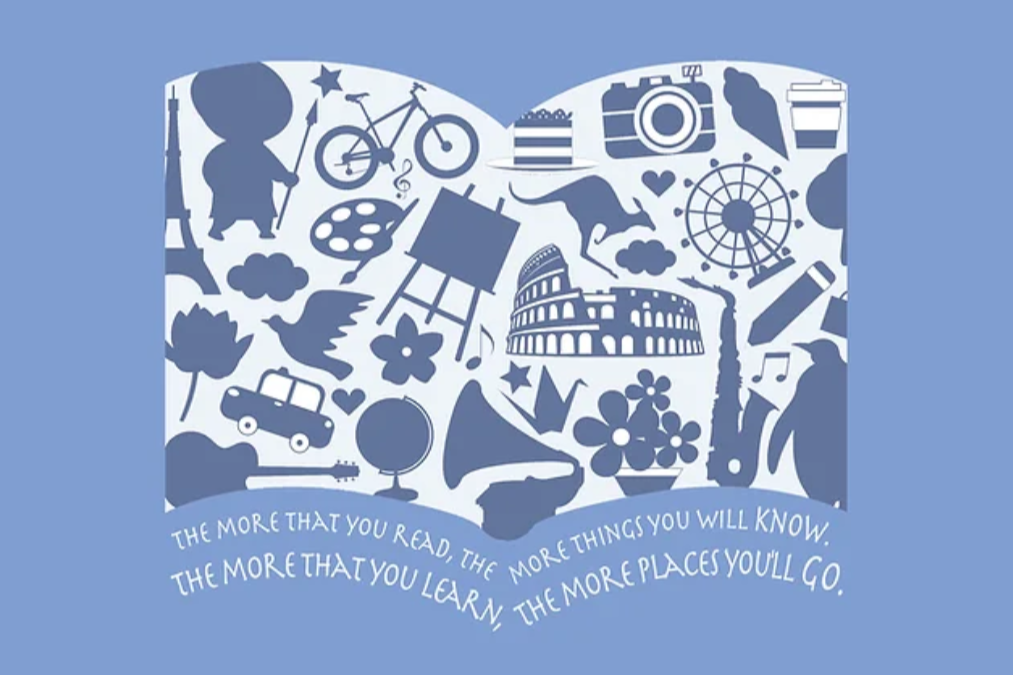 THE MORE THAT YOU READ, THE MORE THINGS YOU WILL KNOW.
THE MORE THAT YOU LEARN, THE MORE PLACES YOU'LL GO.